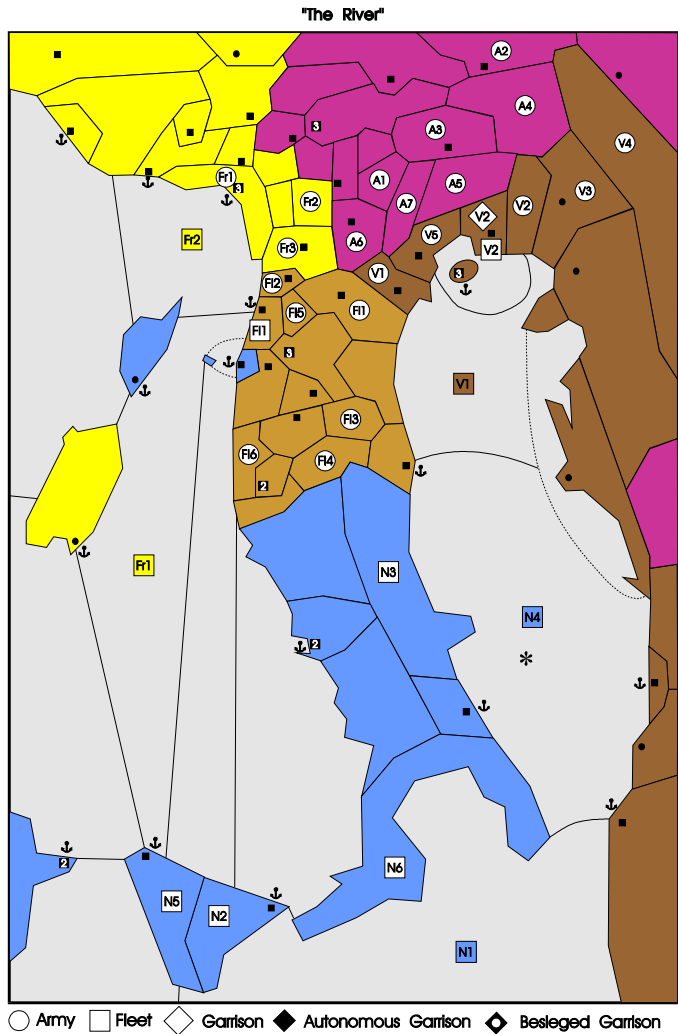 "The River"
A2
A4
3
A3
V4
Fr1
3
A1
A5
V3
Fr2
A7
V2
V2
Fr2
A6
V5
V2
Fr3
V1
3
Fl2
Fl5
Fl1
Fl1
3
V1
Fl3
Fl6
Fl4
2
Fr1
N3
N4
2
*
2
N6
N5
N2
N1
Army Fleet Garrison Autonomous Garrison Besieged Garrison